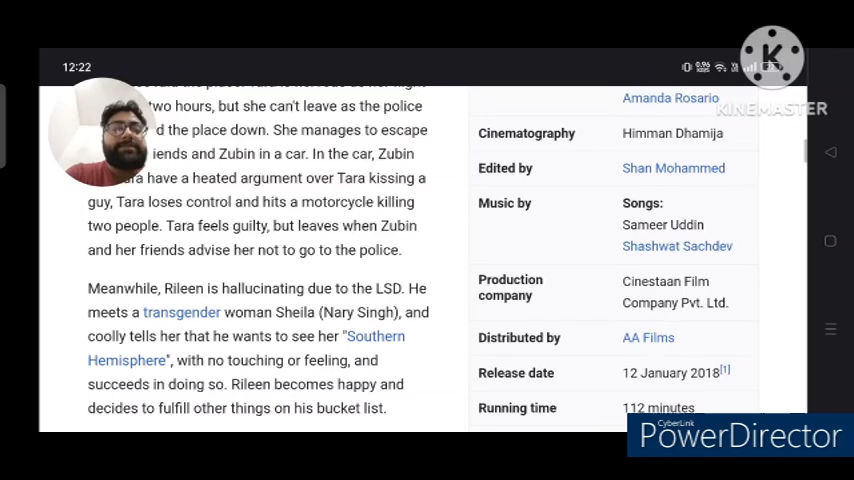 12:22
KINEMASTER
two hours, but she can't leave as the police
d the place down. She manages to escape
iends and Zubin in a car. In the car, Zubin
ara have a heated argument over Tara kissing a
guy, Tara loses control and hits a motorcycle killing
two people. Tara feels guilty, but leaves when Zubin
and her friends advise her not to go to the police.
Meanwhile, Rileen is hallucinating due to the LSD. He
meets a transgender woman Sheila (Nary Singh), and
coolly tells her that he wants to see her "Southern
Hemisphere", with no touching or feeling, and
succeeds in doing so. Rileen becomes happy and
decides to fulfill other things on his bucket list.
Amanda Rosario
Cinematography Himman Dhamija
Edited by Shan Mohammed
Music by Songs:
Sameer Uddin
Shashwat Sachdev
Production Cinestaan Film
company Company Pvt. Ltd.
Distributed by AA Films
Release date 12 January 2018[1]
Running time 112 minutes
CyberLink
PowerDirector